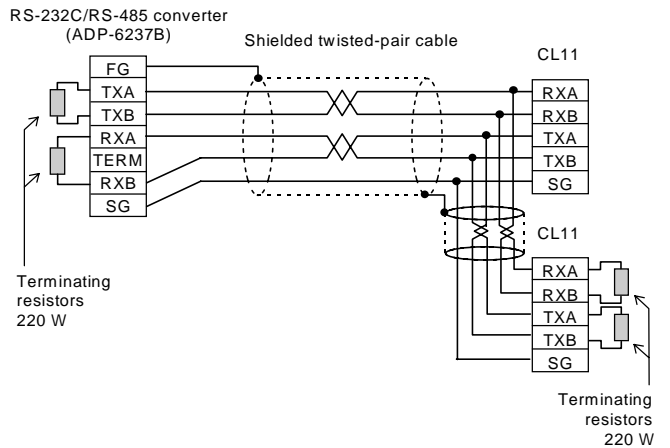 RS-232C/RS-485 converter
(ADP-6237B)
Shielded twisted-pair cable
CL11
FG
TXA
TXB
RXA
TERM
RXB
SG
RXA
RXB
TXA
TXB
SG
CL11
RXA
RXB
TXA
TXB
SG
Terminating
resistors
220 W
Terminating
resistors
220 W